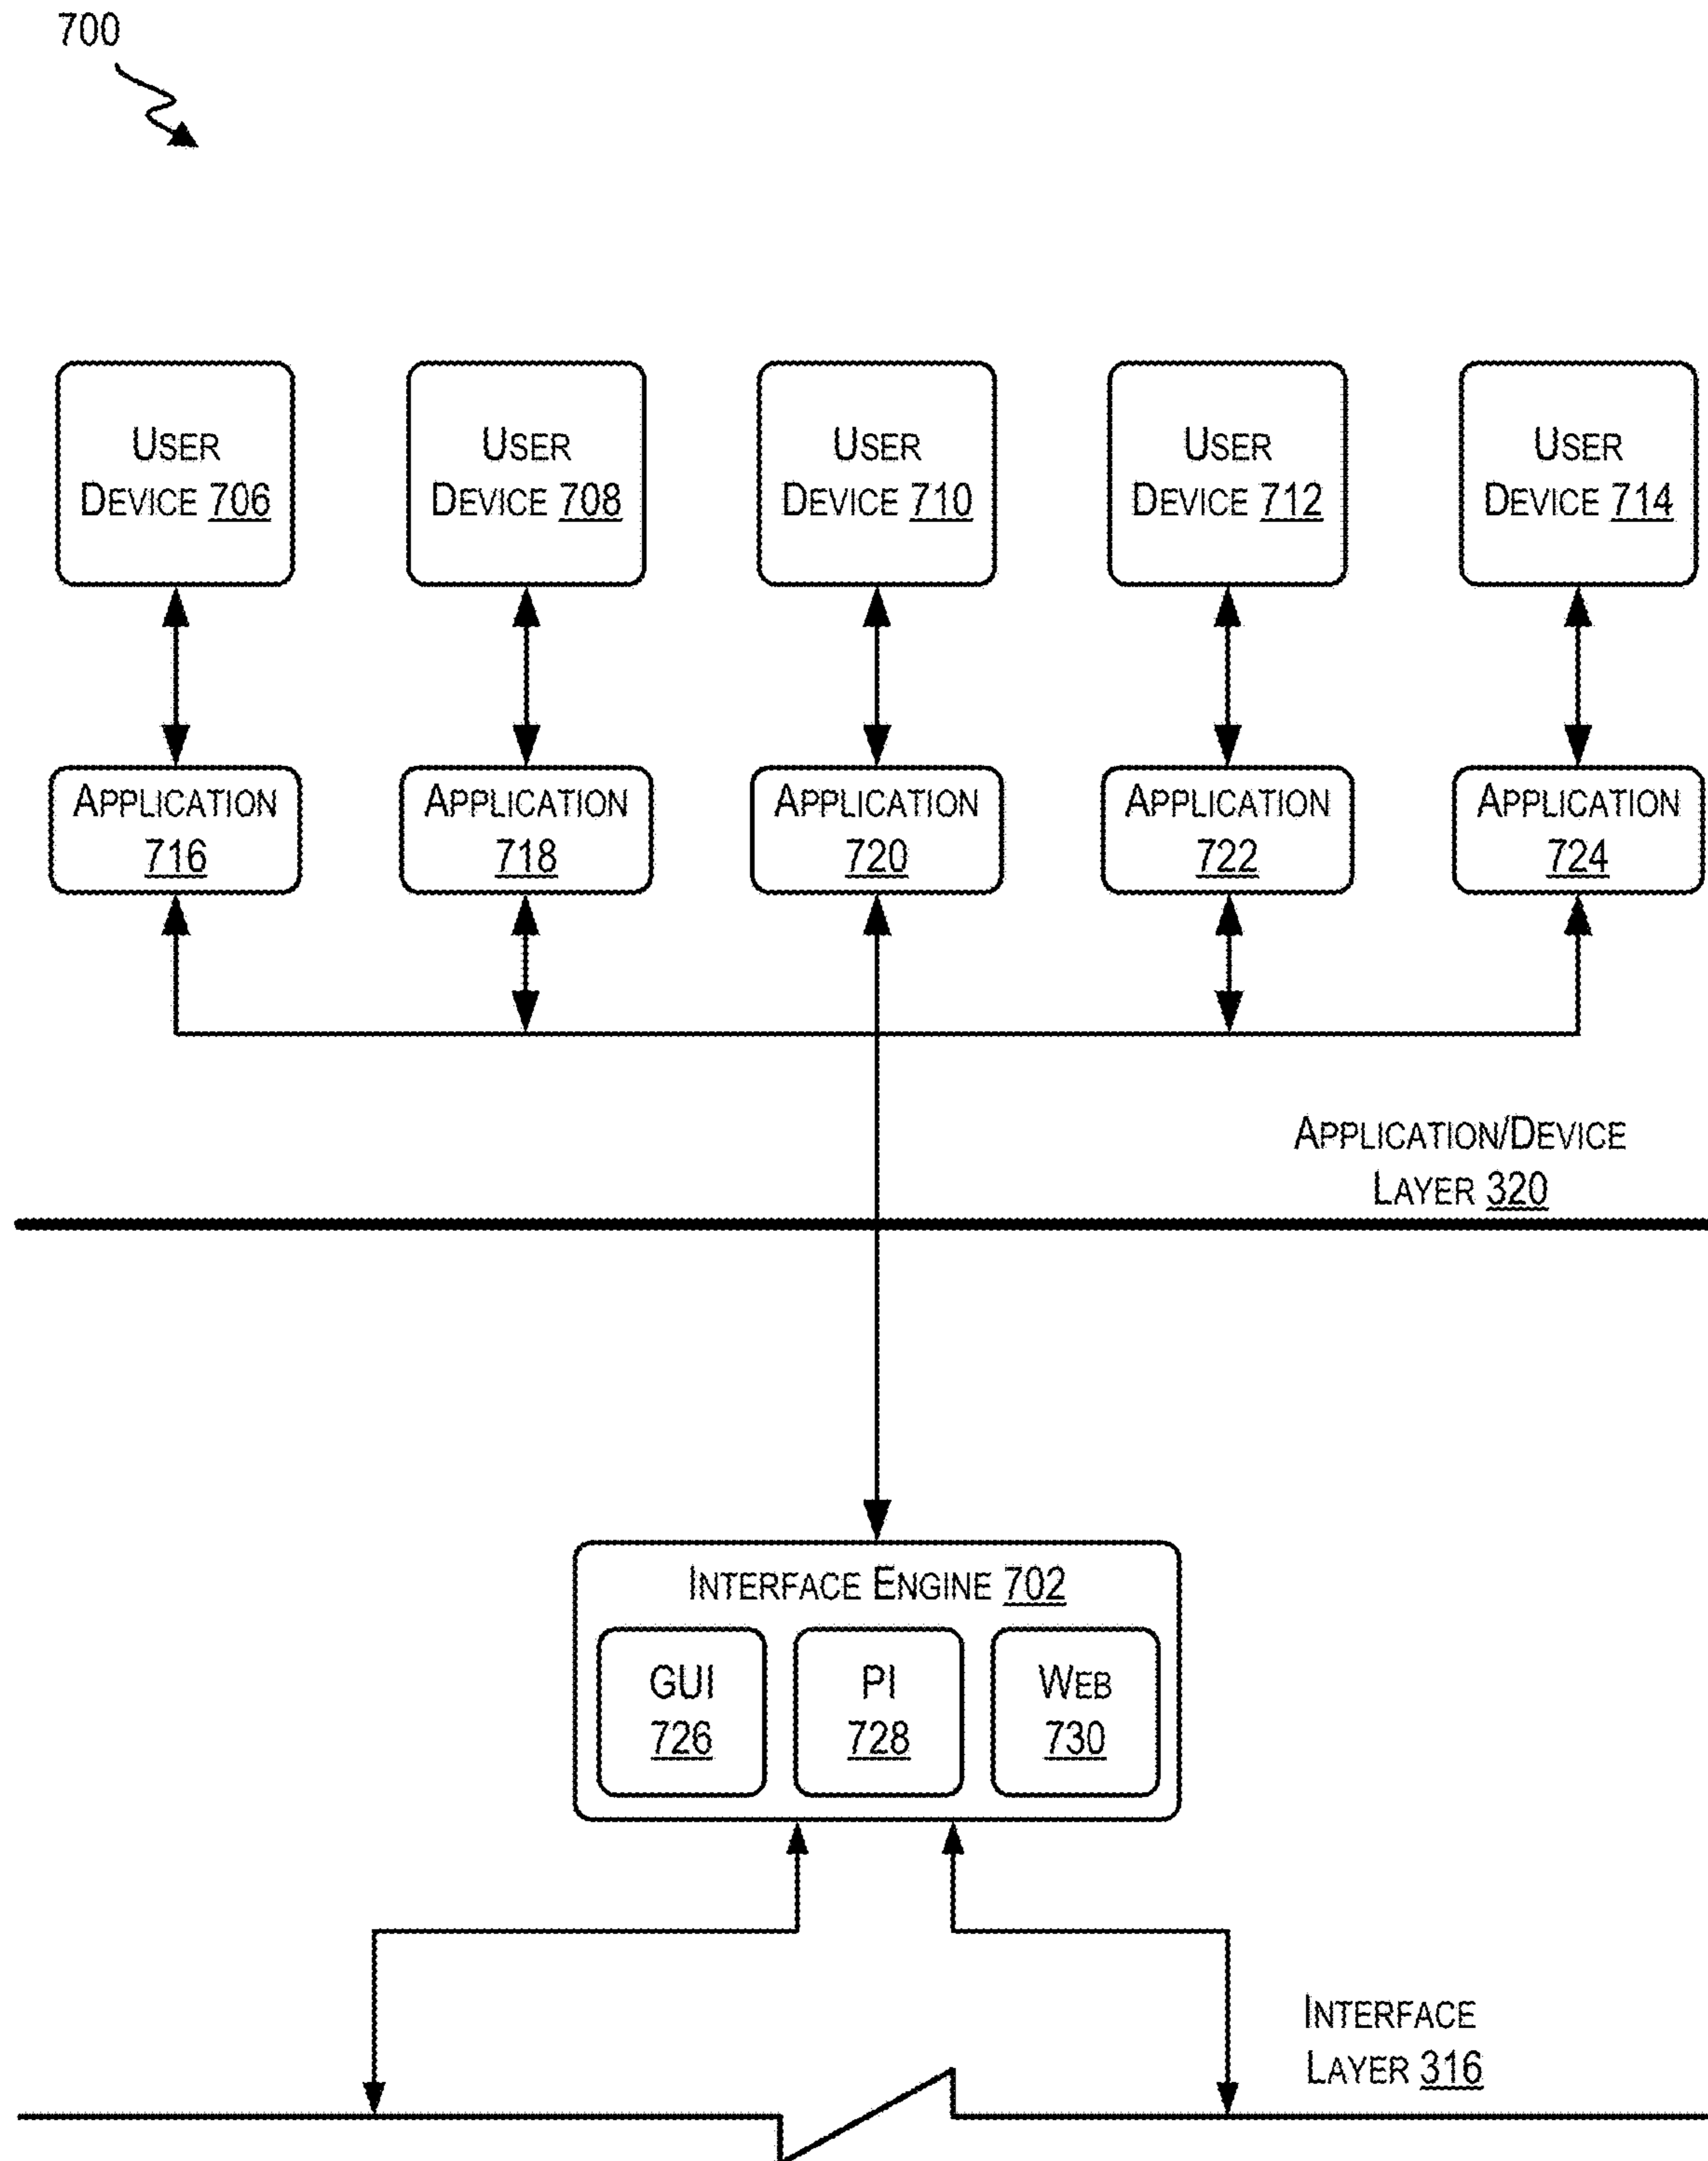 700
USER
DEVICE 706
USER
DEVICE 708
USER
DEVICE 710
USER
DEVICE 712
USER
DEVICE 714
APPLICATION
716
APPLICATION
718
APPLICATION
720
APPLICATION
722
APPLICATION
724
APPLICATION/DEVICE
LAYER 320
INTERFACE ENGINE 702
GUI
726
PI
728
WEB
730
INTERFACE
LAYER 316